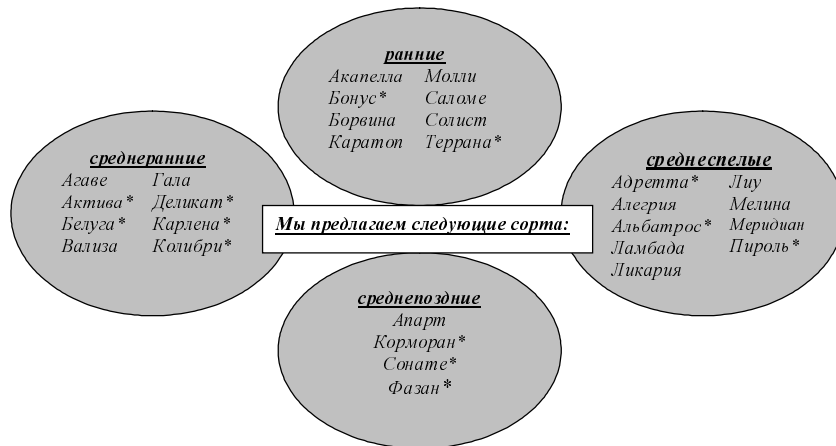 ранние
Акапелла Молли
Бонус* Саломе
Борвина Солист
Каратоп Террана*
среднеранние
Агаве Гала
Актива* Деликат*
Белуга* Карлена*
Вализа Колибри*
Мы предлагаем следующие сорта:
среднеспелые
Адретта* Лиу
Алегрия Мелина
Альбатрос* Меридиан
Ламбада Пироль*
Ликария
среднепоздние
Апарт
Корморан*
Сонате*
Фазан*